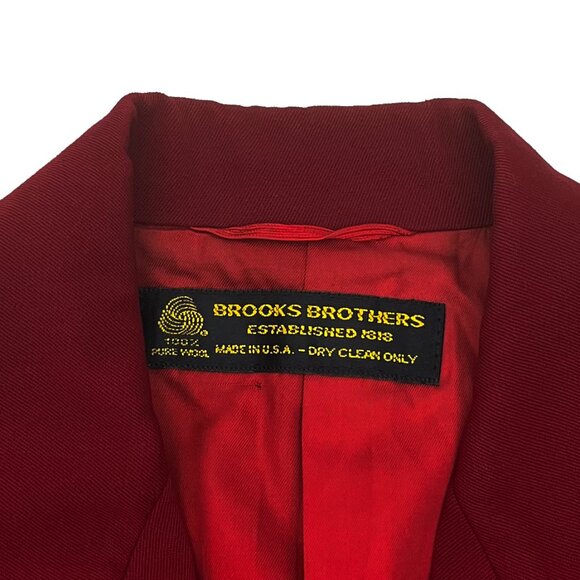 BROOKS BROTHERS
ESTABLISHED 1818
100%
PURE WOOL MADE IN U.S.A. - DRY CLEAN ONLY